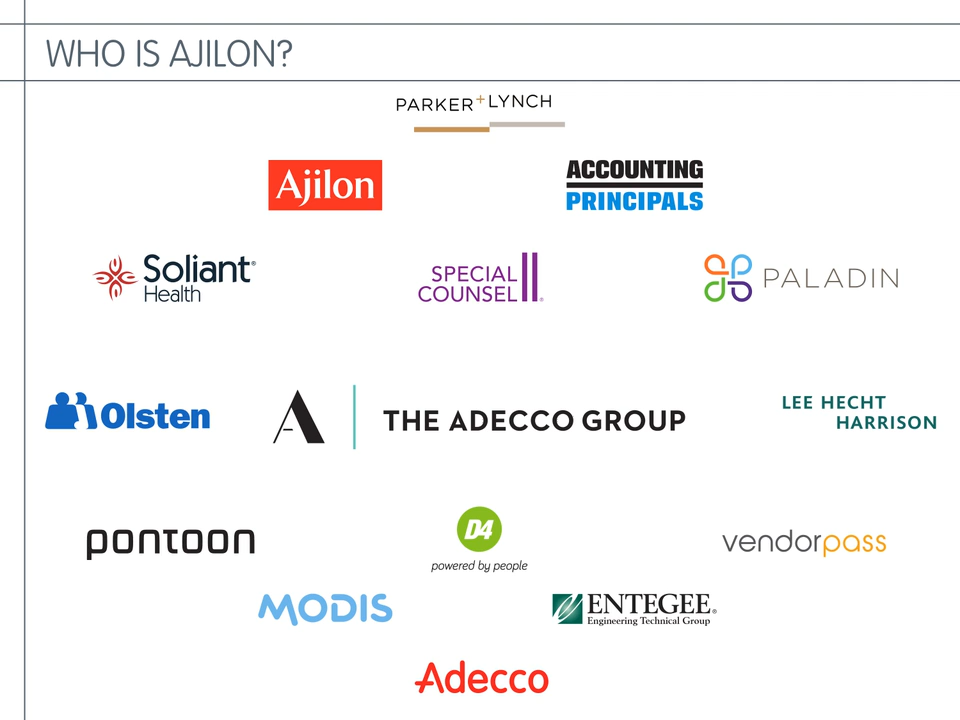 WHO IS AJILON?
PARKER+LYNCH
Ajilon
ACCOUNTING
PRINCIPALS
Soliant®
Health
SPECIAL
COUNSEL
®
PALADIN
Olsten
A
THE ADECCO GROUP
LEE HECHT
HARRISON
pontoon
D4
powered by people
vendorpass
MODIS
ENTEGEE®
Engineering Technical Group
Adecco